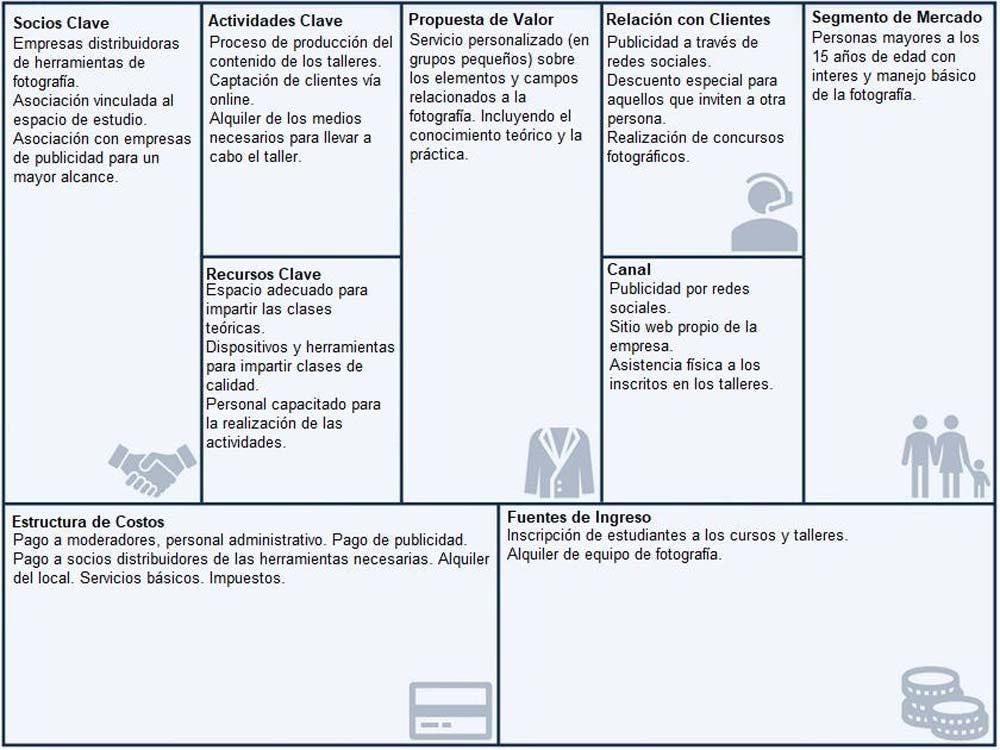 Socios Clave
Empresas distribuidoras
de herramientas de
fotografía.
Asociación vinculada al
espacio de estudio.
Asociación con empresas
de publicidad para un
mayor alcance.
Actividades Clave
Proceso de producción del
contenido de los talleres.
Captación de clientes vía
online.
Alquiler de los medios
necesarios para llevar a
cabo el taller.
Recursos Clave
Espacio adecuado para
impartir las clases
teóricas.
Dispositivos y herramientas
para impartir clases de
calidad.
Personal capacitado para
la realización de las
actividades.
Propuesta de Valor
Servicio personalizado (en
grupos pequeños) sobre
los elementos y campos
relacionados a la
fotografía. Incluyendo el
conocimiento teórico y la
práctica.
Relación con Clientes
Publicidad a través de
redes sociales.
Descuento especial para
aquellos que inviten a otra
persona.
Realización de concursos
fotográficos.
Canal
Publicidad por redes
sociales.
Sitio web propio de la
empresa.
Asistencia física a los
inscritos en los talleres.
Segmento de Mercado
Personas mayores a los
15 años de edad con
interes y manejo básico
de la fotografía.
Estructura de Costos
Pago a moderadores, personal administrativo. Pago de publicidad.
Pago a socios distribuidores de las herramientas necesarias. Alquiler
del local. Servicios básicos. Impuestos.
Fuentes de Ingreso
Inscripción de estudiantes a los cursos y talleres.
Alquiler de equipo de fotografía.